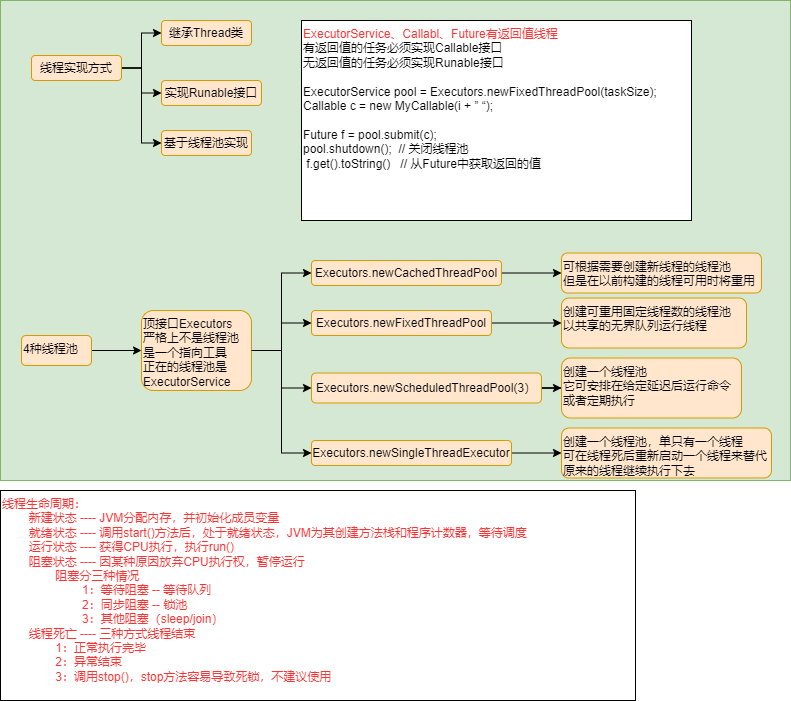 线程实现方式
继承Thread类
实现Runable接口
基于线程池实现
ExecutorService、Callabl、Future有返回值线程
有返回值的任务必须实现Callable接口
无返回值的任务必须实现Runable接口
ExecutorService pool = Executors.newFixedThreadPool(taskSize);
Callable c = new MyCallable(i + ” “);
Future f = pool.submit(c);
pool.shutdown();  // 关闭线程池
f.get().toString()   // 从Future中获取返回的值
4种线程池
顶接口Executors
严格上不是线程池
是一个指向工具
正在的线程池是
ExecutorService
Executors.newCachedThreadPool
可根据需要创建新线程的线程池
但是在以前构建的线程可用时将重用
Executors.newFixedThreadPool
创建可重用固定线程数的线程池
以共享的无界队列运行线程
Executors.newScheduledThreadPool(3）
创建一个线程池
它可安排在给定延迟后运行命令
或者定期执行
Executors.newSingleThreadExecutor
创建一个线程池，单只有一个线程
可在线程死后重新启动一个线程来替代
原来的线程继续执行下去
线程生命周期：
新建状态 ---- JVM分配内存，并初始化成员变量
就绪状态 ---- 调用start()方法后，处于就绪状态，JVM为其创建方法栈和程序计数器，等待调度
运行状态 ---- 获得CPU执行，执行run()
阻塞状态 ---- 因某种原因放弃CPU执行权，暂停运行
阻塞分三种情况
1：等待阻塞 -- 等待队列
2：同步阻塞 -- 锁池
3：其他阻塞（sleep/join）
线程死亡 ---- 三种方式线程结束
1：正常执行完毕
2：异常结束
3：调用stop()，stop方法容易导致死锁，不建议使用